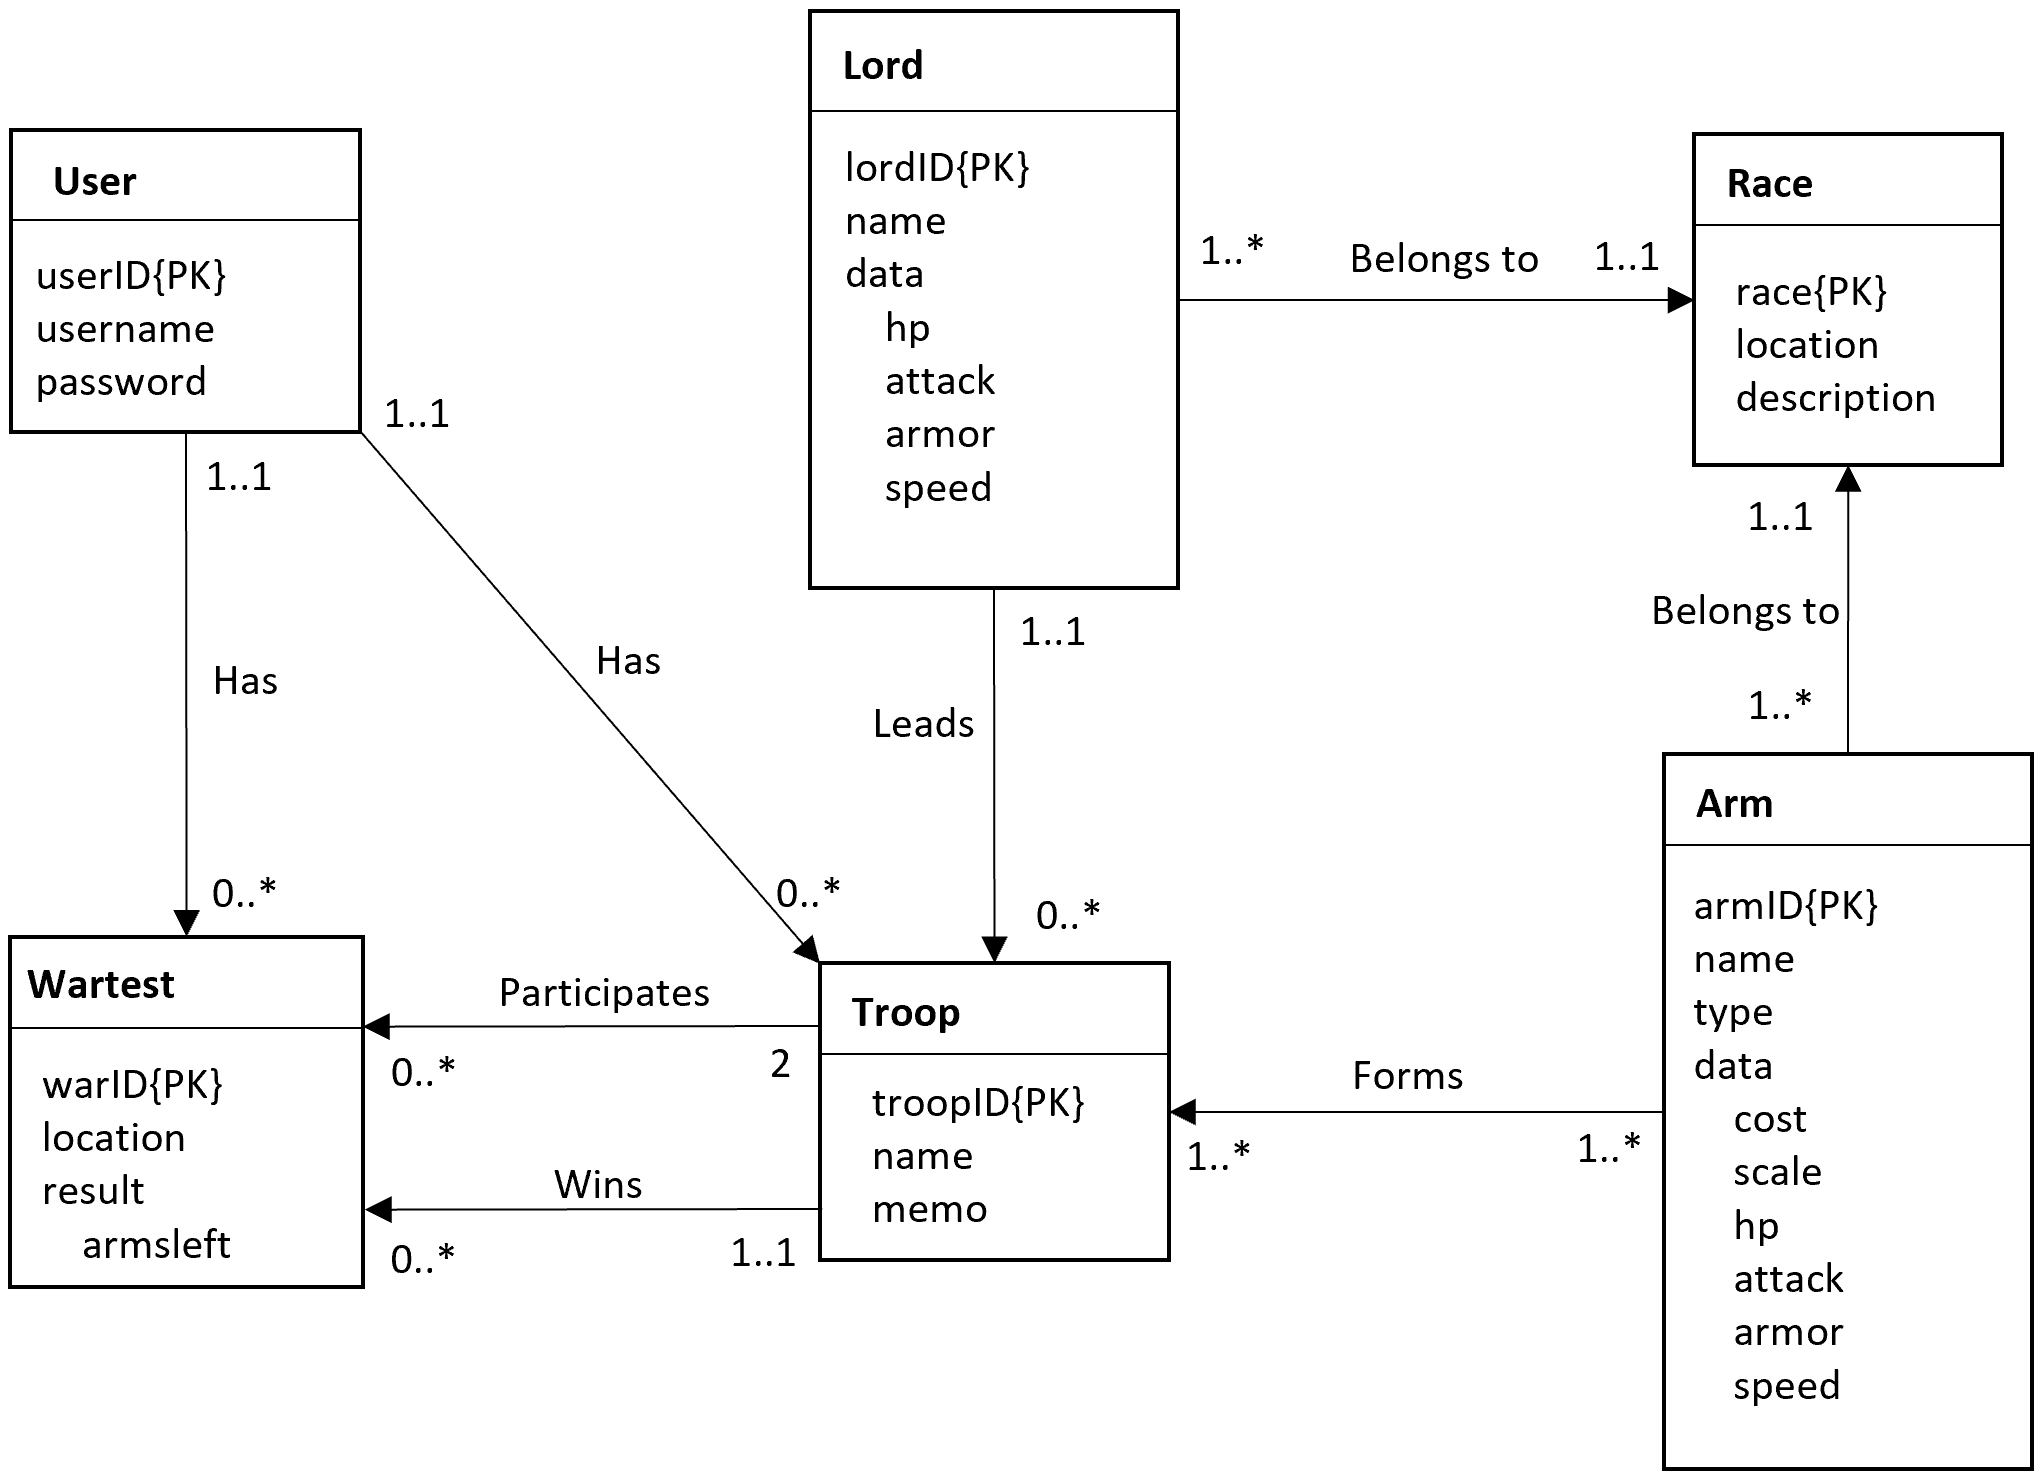 Lord
lordID{PK}
name
data
hp
attack
armor
speed
User
userID{PK}
username
password
Race
race{PK}
location
description
1..*
Belongs to
1..1
1..1
1..1
Has
0..*
Has
0..*
1..1
Leads
0..*
1..1
Belongs to
1..*
Arm
armID{PK}
name
type
data
cost
scale
hp
attack
armor
speed
Wartest
warID{PK}
location
result
armsleft
Participates
0..*
2
Wins
0..*
1..1
Troop
troopID{PK}
name
memo
Forms
1..*
1..*